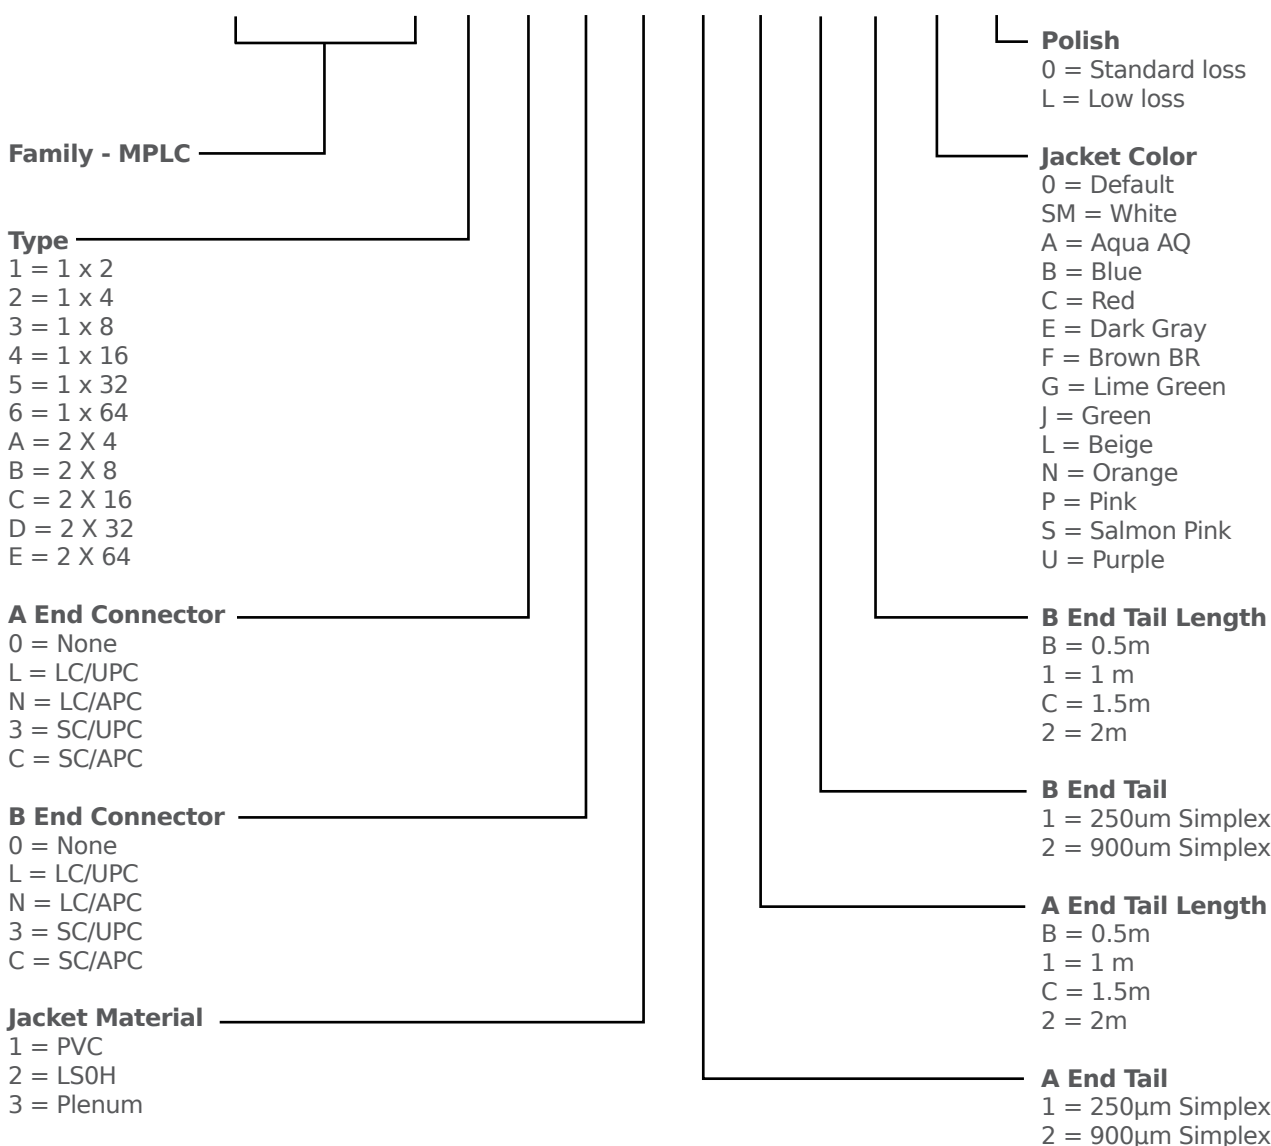 Family - MPLC
Type
1 = 1 x 2
2 = 1 x 4
3 = 1 x 8
4 = 1 x 16
5 = 1 x 32
6 = 1 x 64
A = 2 X 4
B = 2 X 8
C = 2 X 16
D = 2 X 32
E = 2 X 64
A End Connector
0 = None
L = LC/UPC
N = LC/APC
3 = SC/UPC
C = SC/APC
B End Connector
0 = None
L = LC/UPC
N = LC/APC
3 = SC/UPC
C = SC/APC
Jacket Material
1 = PVC
2 = LS0H
3 = Plenum
Polish
0 = Standard loss
L = Low loss
Jacket Color
0 = Default
SM = White
A = Aqua AQ
B = Blue
C = Red
E = Dark Gray
F = Brown BR
G = Lime Green
J = Green
L = Beige
N = Orange
P = Pink
S = Salmon Pink
U = Purple
B End Tail Length
B = 0.5m
1 = 1 m
C = 1.5m
2 = 2m
B End Tail
1 = 250um Simplex
2 = 900um Simplex
A End Tail Length
B = 0.5m
1 = 1 m
C = 1.5m
2 = 2m
A End Tail
1 = 250µm Simplex
2 = 900µm Simplex